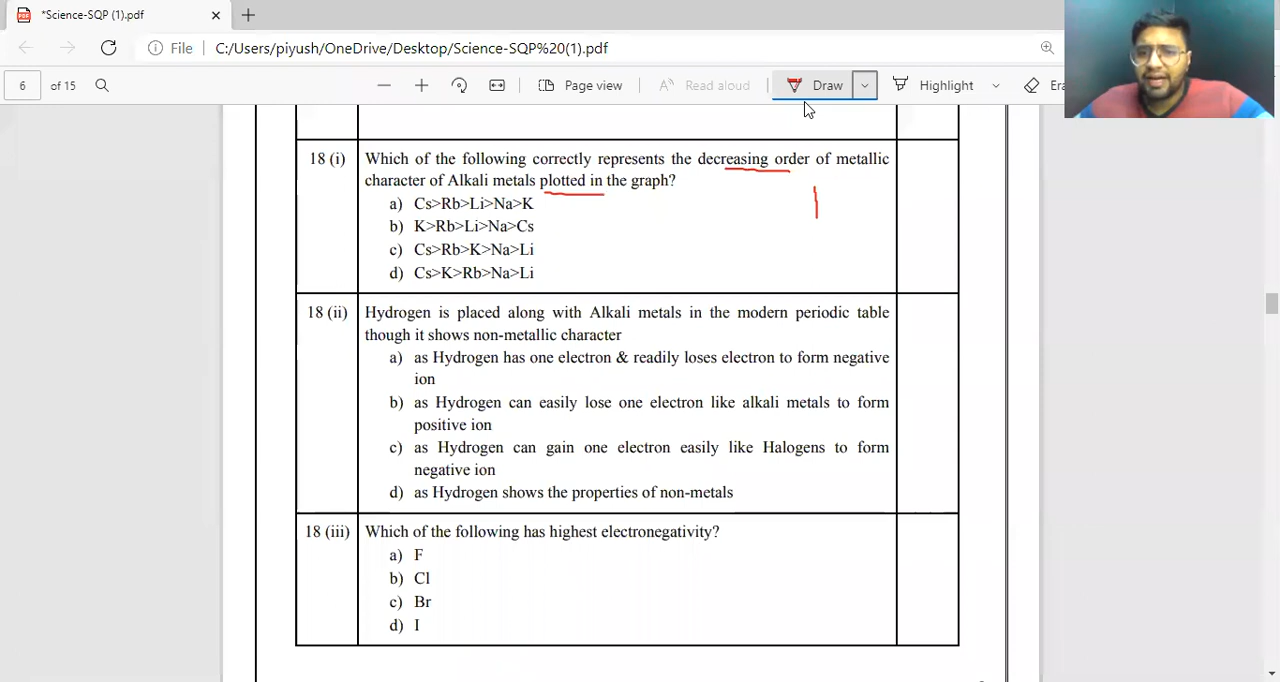 *Science-SQP (1).pdf
File
C:/Users/piyush/OneDrive/Desktop/Science-SQP%20(1).pdf
6 of 15
Page view
Read aloud
Draw
Highlight
Era
18 (i) Which of the following correctly represents the decreasing order of metallic
character of Alkali metals plotted in the graph?
a) Cs>Rb>Li>Na>K
b) K>Rb>Li>Na>Cs
c) Cs>Rb>K>Na>Li
d) Cs>K>Rb>Na>Li
18 (ii) Hydrogen is placed along with Alkali metals in the modern periodic table
though it shows non-metallic character
a) as Hydrogen has one electron & readily loses electron to form negative
ion
b) as Hydrogen can easily lose one electron like alkali metals to form
positive ion
c) as Hydrogen can gain one electron easily like Halogens to form
negative ion
d) as Hydrogen shows the properties of non-metals
18 (iii) Which of the following has highest electronegativity?
a) F
b) Cl
c) Br
d) I